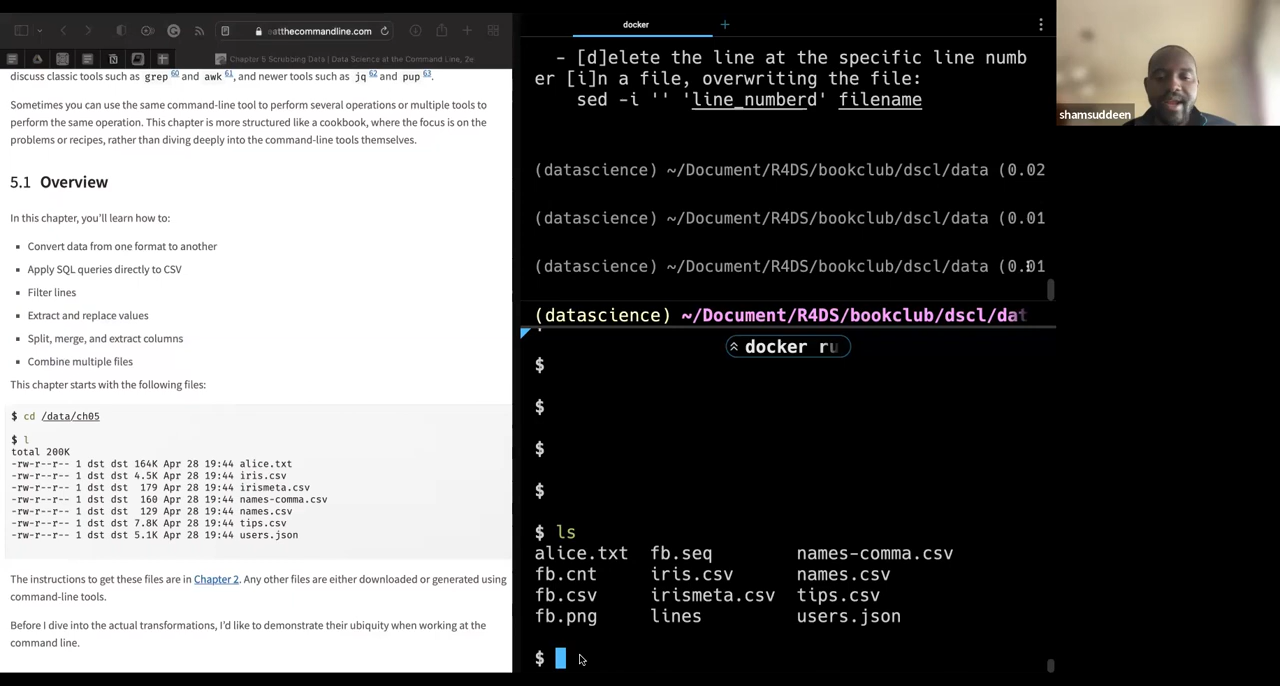 atthecommandline.com
Chapter 5 Scrubbing Data | Data Science at the Command Line, 2e
discuss classic tools such as grep 60 and awk 61, and newer tools such as jq 62 and pup 63.
Sometimes you can use the same command-line tool to perform several operations or multiple tools to
perform the same operation. This chapter is more structured like a cookbook, where the focus is on the
problems or recipes, rather than diving deeply into the command-line tools themselves.
5.1 Overview
In this chapter, you'll learn how to:
Convert data from one format to another
Apply SQL queries directly to CSV
Filter lines
Extract and replace values
Split, merge, and extract columns
Combine multiple files
This chapter starts with the following files:
$ cd /data/ch05
$ l
total 200K
-rw-r--r-- 1 dst dst 164K Apr 28 19:44 alice.txt
-rw-r--r-- 1 dst dst 4.5K Apr 28 19:44 iris.csv
-rw-r--r-- 1 dst dst 179 Apr 28 19:44 irismeta.csv
-rw-r--r-- 1 dst dst 160 Apr 28 19:44 names-comma.csv
-rw-r--r-- 1 dst dst 129 Apr 28 19:44 names.csv
-rw-r--r-- 1 dst dst 7.8K Apr 28 19:44 tips.csv
-rw-r--r-- 1 dst dst 5.1K Apr 28 19:44 users.json
The instructions to get these files are in Chapter 2. Any other files are either downloaded or generated using
command-line tools.
Before I dive into the actual transformations, I'd like to demonstrate their ubiquity when working at the
command line.
docker
- [d]elete the line at the specific line numb
er [i]n a file, overwriting the file:
sed -i '' 'line_numberd' filename
(datascience) ~/Document/R4DS/bookclub/dscl/data (0.02
(datascience) ~/Document/R4DS/bookclub/dscl/data (0.01
(datascience) ~/Document/R4DS/bookclub/dscl/data (0.01
(datascience) ~/Document/R4DS/bookclub/dscl/dat
docker ru
$
$
$
$
$ ls
alice.txt fb.seq names-comma.csv
fb.cnt iris.csv names.csv
fb.csv irismeta.csv tips.csv
fb.png lines users.json
$
shamsuddeen